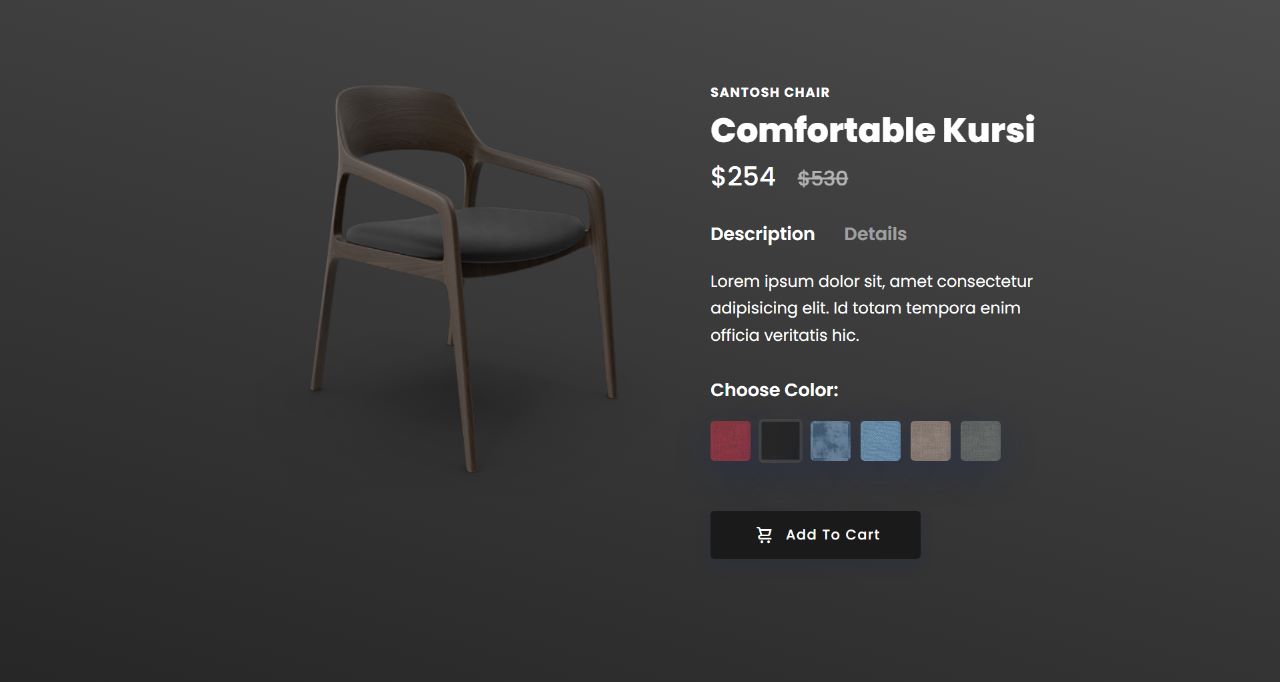 SANTOSH CHAIR
Comfortable Kursi
$254 $530
Description Details
Lorem ipsum dolor sit, amet consectetur
adipisicing elit. Id totam tempora enim
officia veritatis hic.
Choose Color:
Add To Cart